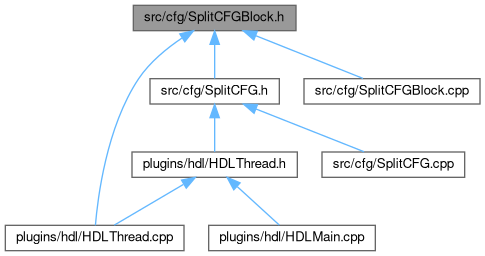 src/cfg/SplitCFGBlock.h
src/cfg/SplitCFG.h
src/cfg/SplitCFGBlock.cpp
plugins/hdl/HDLThread.h
src/cfg/SplitCFG.cpp
plugins/hdl/HDLThread.cpp
plugins/hdl/HDLMain.cpp